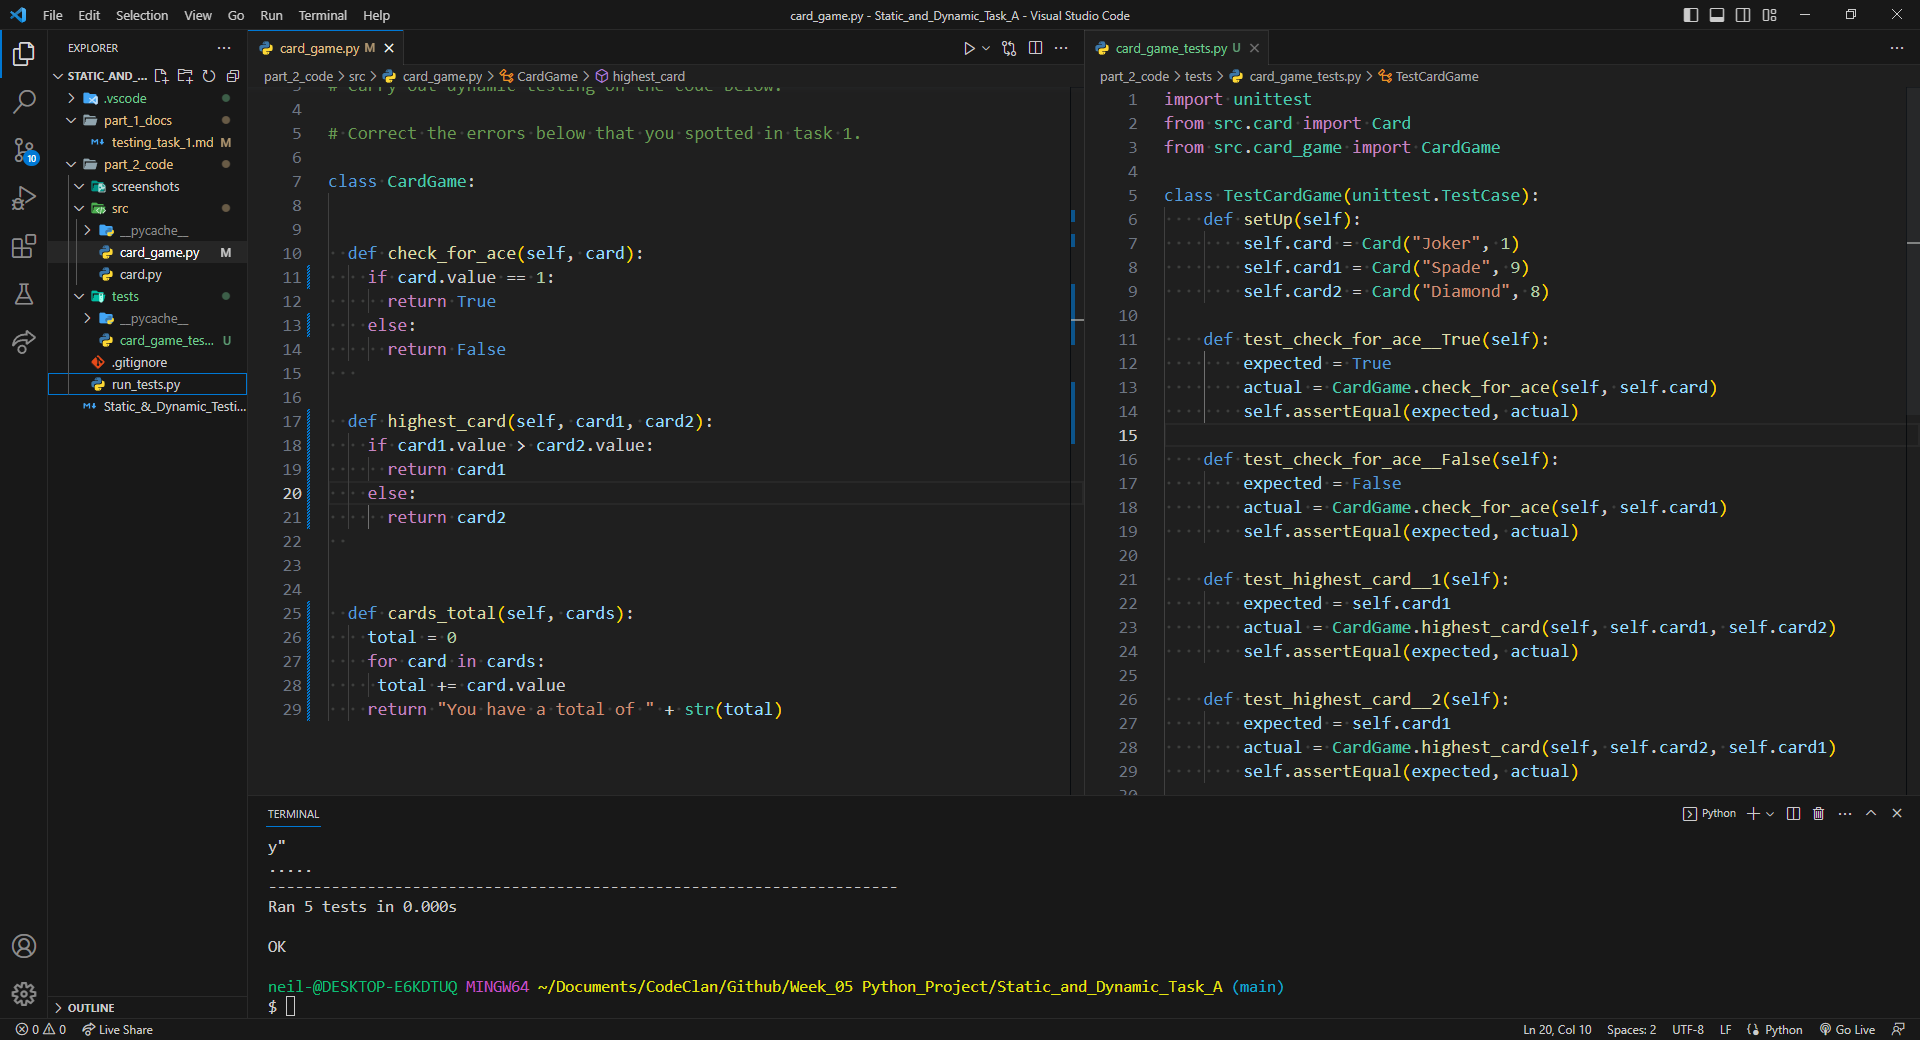 File Edit Selection View Go Run Terminal Help
card_game.py - Static_and_Dynamic_Task_A - Visual Studio Code
EXPLORER
STATIC_AND_...
.vscode
part_1_docs
testing_task_1.md M
part_2_code
screenshots
src
__pycache__
card_game.py M
card.py
tests
__pycache__
card_game_tes... U
.gitignore
run_tests.py
Static_&_Dynamic_Testi...
OUTLINE
10
card_game.py M
part_2_code > src > card_game.py > CardGame > highest_card
3 # Carry out dynamic testing on the code below.
4
5 # Correct the errors below that you spotted in task 1.
6
7 class CardGame:
8
9
10 def check_for_ace(self, card):
11 if card.value == 1:
12 return True
13 else:
14 return False
15
16
17 def highest_card(self, card1, card2):
18 if card1.value > card2.value:
19 return card1
20 else:
21 return card2
22
23
24
25 def cards_total(self, cards):
26 total = 0
27 for card in cards:
28 total += card.value
29 return "You have a total of " + str(total)
card_game_tests.py U
part_2_code > tests > card_game_tests.py > TestCardGame
1 import unittest
2 from src.card import Card
3 from src.card_game import CardGame
4
5 class TestCardGame(unittest.TestCase):
6 def setUp(self):
7 self.card = Card("Joker", 1)
8 self.card1 = Card("Spade", 9)
9 self.card2 = Card("Diamond", 8)
10
11 def test_check_for_ace__True(self):
12 expected = True
13 actual = CardGame.check_for_ace(self, self.card)
14 self.assertEqual(expected, actual)
15
16 def test_check_for_ace__False(self):
17 expected = False
18 actual = CardGame.check_for_ace(self, self.card1)
19 self.assertEqual(expected, actual)
20
21 def test_highest_card__1(self):
22 expected = self.card1
23 actual = CardGame.highest_card(self, self.card1, self.card2)
24 self.assertEqual(expected, actual)
25
26 def test_highest_card__2(self):
27 expected = self.card1
28 actual = CardGame.highest_card(self, self.card2, self.card1)
29 self.assertEqual(expected, actual)
30
TERMINAL
Python
y"
.....
----------------------------------------------------------------------
Ran 5 tests in 0.000s
OK
neil-@DESKTOP-E6KDTUQ MINGW64 ~/Documents/CodeClan/Github/Week_05 Python_Project/Static_and_Dynamic_Task_A (main)
$
0 0 Live Share
Ln 20, Col 10 Spaces: 2 UTF-8 LF Python Go Live